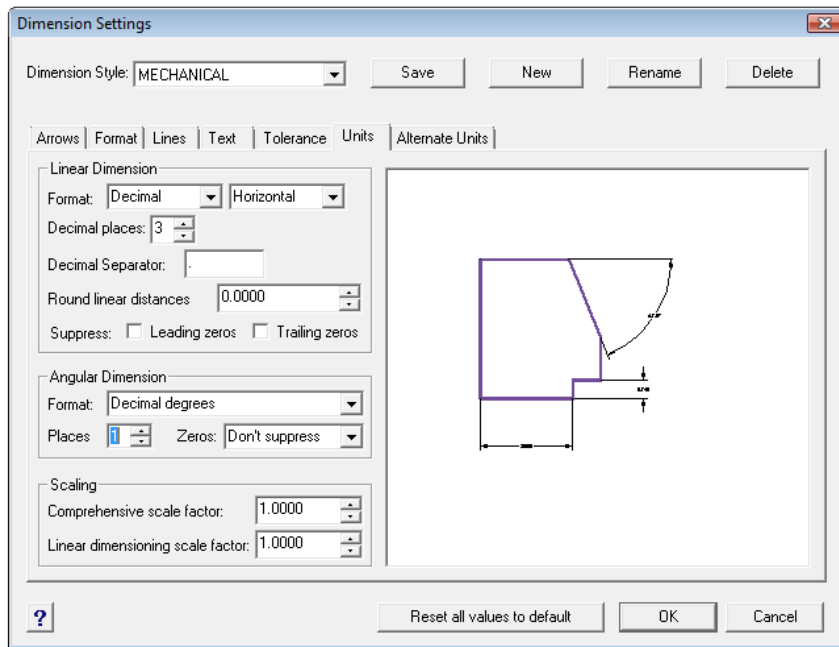 Dimension Settings
Dimension Style: MECHANICAL Save New Rename Delete
Arrows Format Lines Text Tolerance Units Alternate Units
Linear Dimension
Format: Decimal Horizontal
Decimal places: 3
Decimal Separator: .
Round linear distances 0.0000
Suppress: Leading zeros Trailing zeros
Angular Dimension
Format: Decimal degrees
Places 1 Zeros: Don't suppress
Scaling
Comprehensive scale factor: 1.0000
Linear dimensioning scale factor: 1.0000
? Reset all values to default OK Cancel